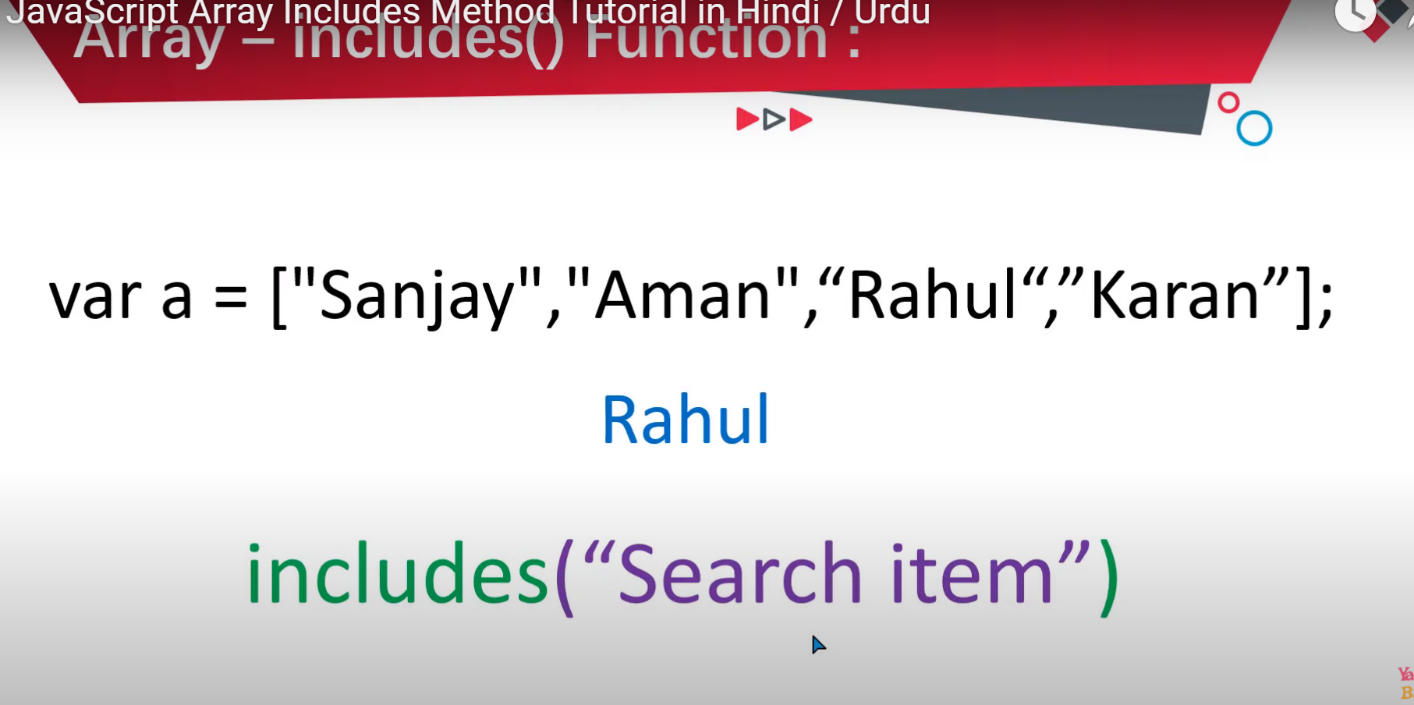 JavaScript Array Includes Method Tutorial in Hindi / Urdu
Array – includes() Function :
var a = ["Sanjay","Aman",“Rahul“,”Karan”];
Rahul
includes(“Search item”)
Ya
B